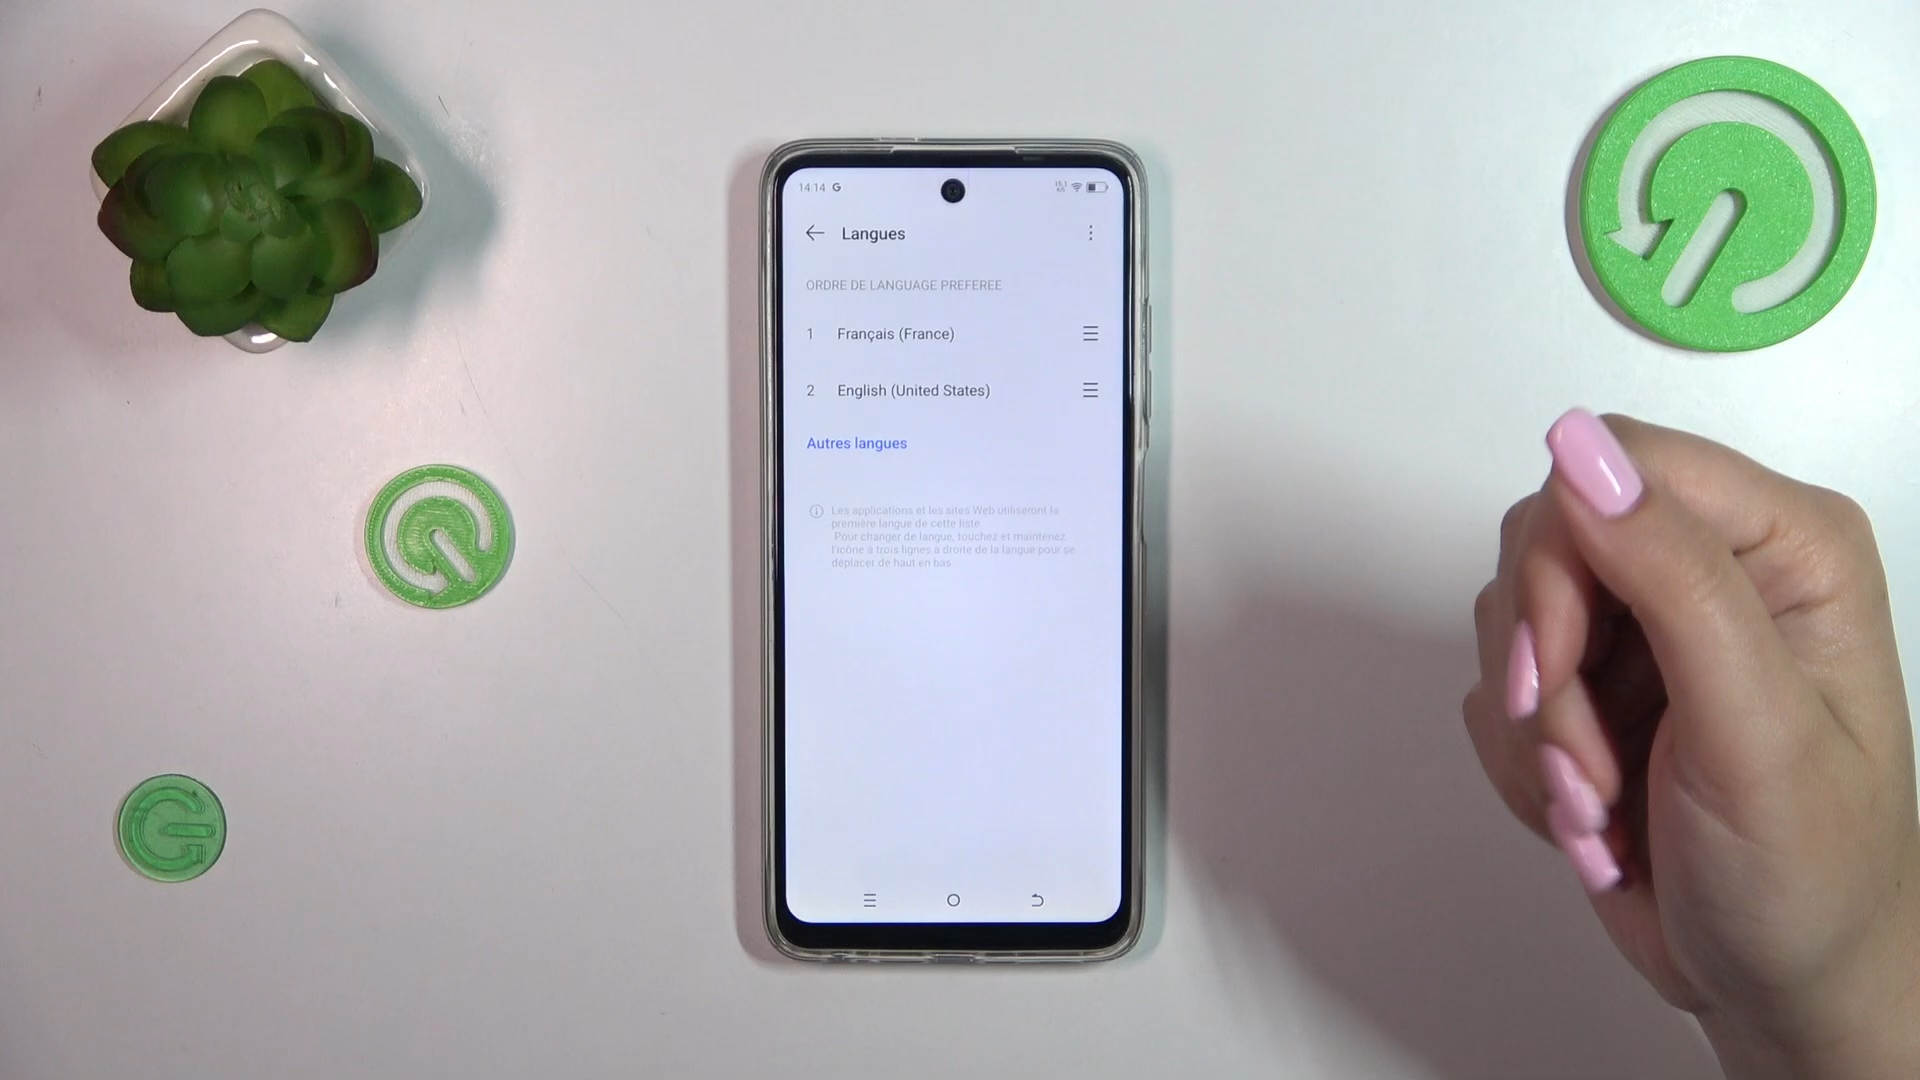 14:14 G
Langues
ORDRE DE LANGUAGE PREFEREE
1 Français (France)
2 English (United States)
Autres langues
Les applications et les sites Web utiliseront la
première langue de cette liste.
Pour changer de langue, touchez et maintenez
l'icône à trois lignes à droite de la langue pour se
déplacer de haut en bas.